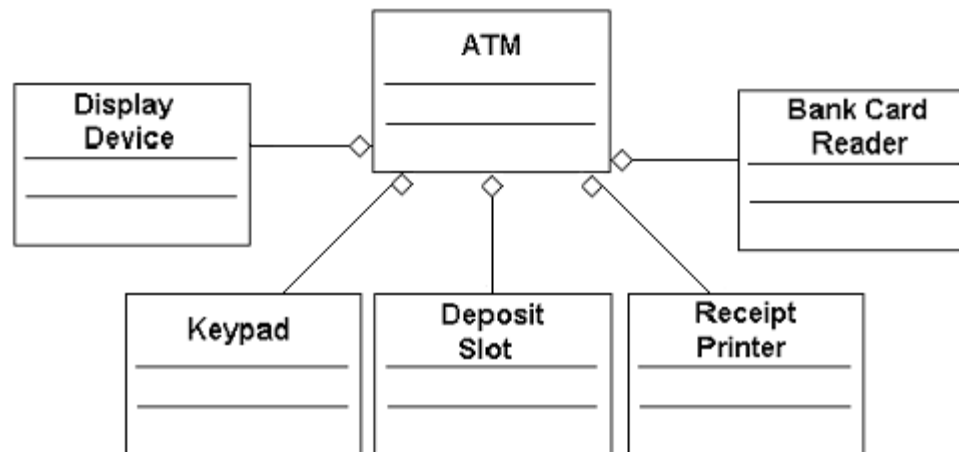 ATM
Display
Device
Bank Card
Reader
Keypad
Deposit
Slot
Receipt
Printer